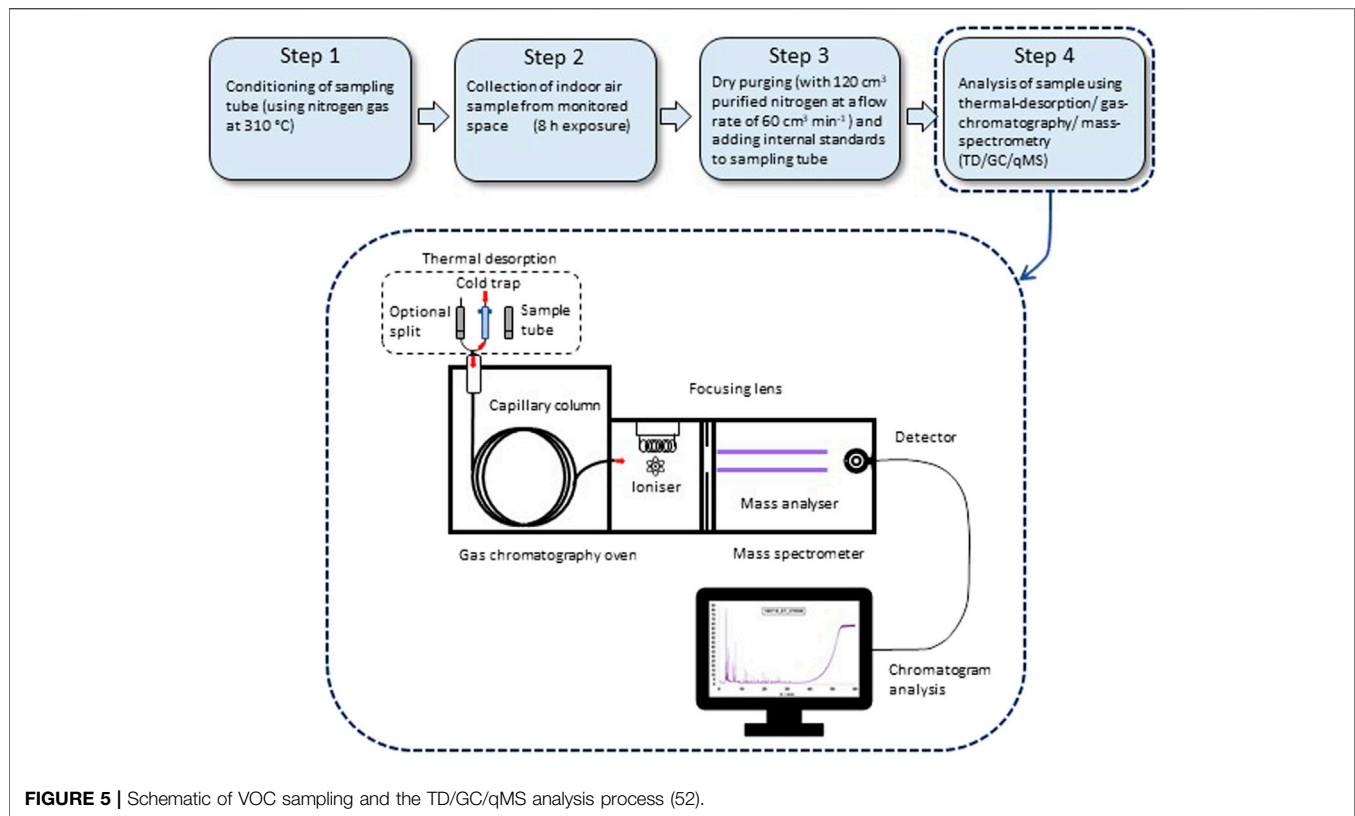 Step 1
Conditioning of sampling
tube (using nitrogen gas
at 310 °C)
Step 2
Collection of indoor air
sample from monitored
space (8 h exposure)
Step 3
Dry purging (with 120 cm³
purified nitrogen at a flow
rate of 60 cm³ min⁻¹) and
adding internal standards
to sampling tube
Step 4
Analysis of sample using
thermal-desorption/ gas-
chromatography/ mass-
spectrometry
(TD/GC/qMS)
Thermal desorption
Cold trap
Optional
split
Sample
tube
Capillary column
Focusing lens
Ioniser
Mass analyser
Detector
Gas chromatography oven
Mass spectrometer
Chromatogram
analysis
FIGURE 5 | Schematic of VOC sampling and the TD/GC/qMS analysis process (52).